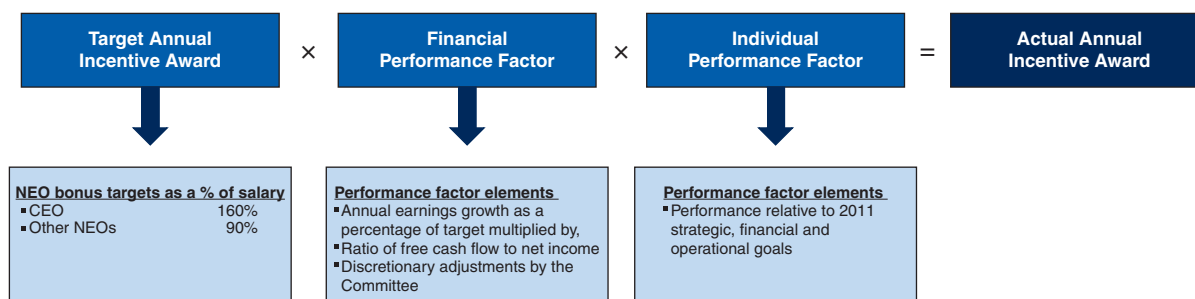 Target Annual
Incentive Award
×
Financial
Performance Factor
×
Individual
Performance Factor
=
Actual Annual
Incentive Award
NEO bonus targets as a % of salary
▪CEO 160%
▪Other NEOs 90%
Performance factor elements
▪Annual earnings growth as a
percentage of target multiplied by,
▪Ratio of free cash flow to net income
▪Discretionary adjustments by the
Committee
Performance factor elements
▪Performance relative to 2011
strategic, financial and
operational goals